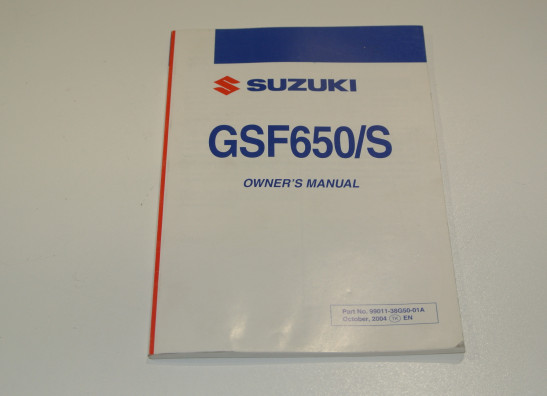 SUZUKI
GSF650/S
OWNER'S MANUAL
Part No. 99011-38G50-01A
October, 2004 EN